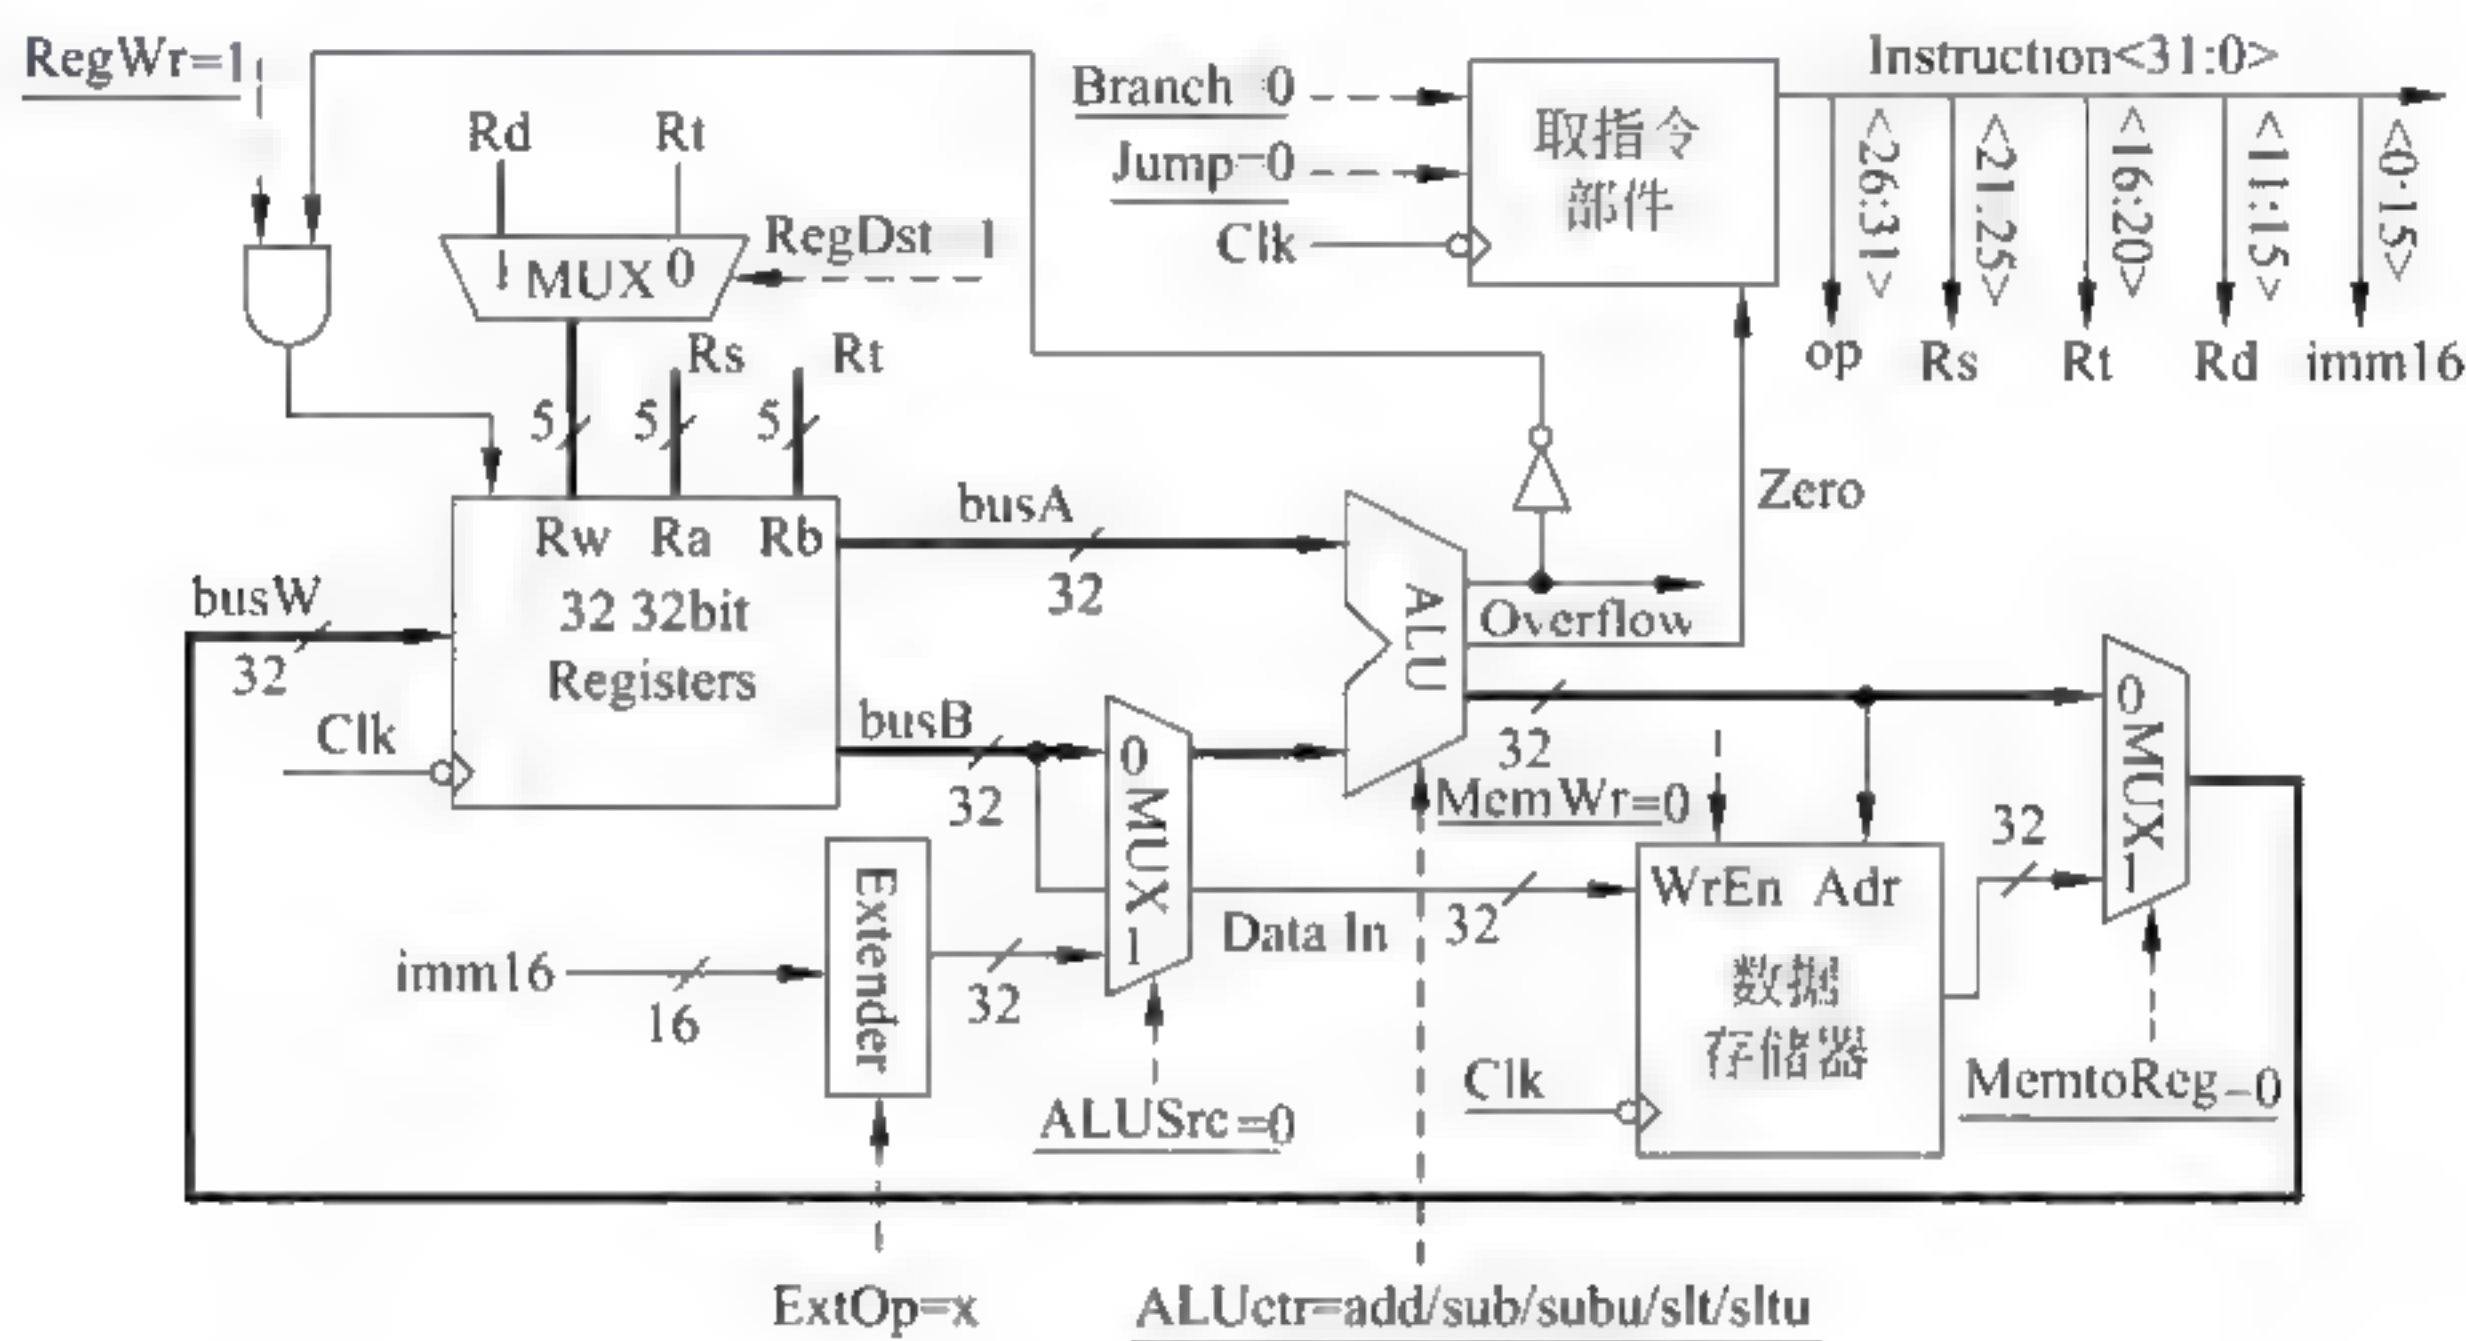 RegWr=1
Rd
Rt
1 MUX 0
RegDst=1
Branch=0
Jump=0
Clk
取指令
部件
Instruction<31:0>
<26:31>
<21:25>
<16:20>
<11:15>
<0:15>
op
Rs
Rt
Rd
imm16
Rs
Rt
5
5
5
Rw
Ra
Rb
32 32bit
Registers
busW
32
Clk
busA
32
busB
32
0 MUX 1
ALU
Overflow
Zero
32
MemWr=0
WrEn
Adr
数据
存储器
Clk
Data In
32
32
0 MUX 1
MemtoReg=0
Extender
imm16
16
32
ALUSrc=0
ExtOp=x
ALUctr=add/sub/subu/slt/sltu